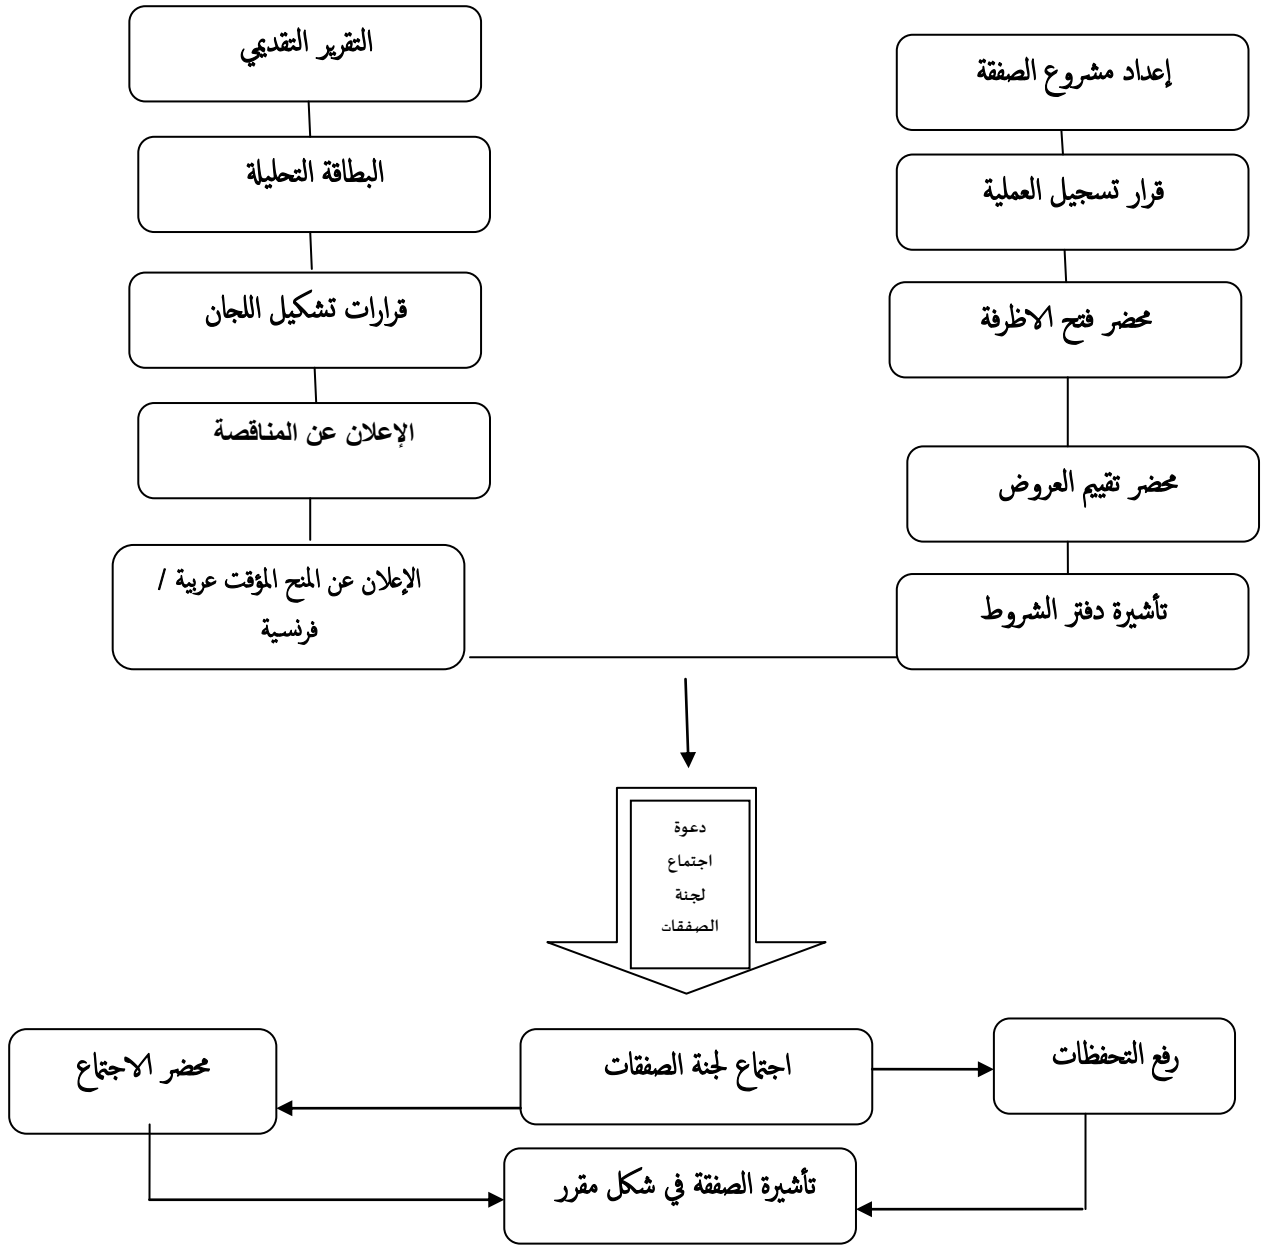 إعداد مشروع الصفقة
قرار تسجيل العملية
محضر فتح الاظرفة
محضر تقييم العروض
تأشيرة دفتر الشروط
التقرير التقديمي
البطاقة التحليلة
قرارات تشكيل اللجان
الإعلان عن المناقصة
الإعلان عن المنح المؤقت عربية /
فرنسية
دعوة
اجتماع
لجنة
الصفقات
رفع التحفظات
اجتماع لجنة الصفقات
محضر الاجتماع
تأشيرة الصفقة في شكل مقرر